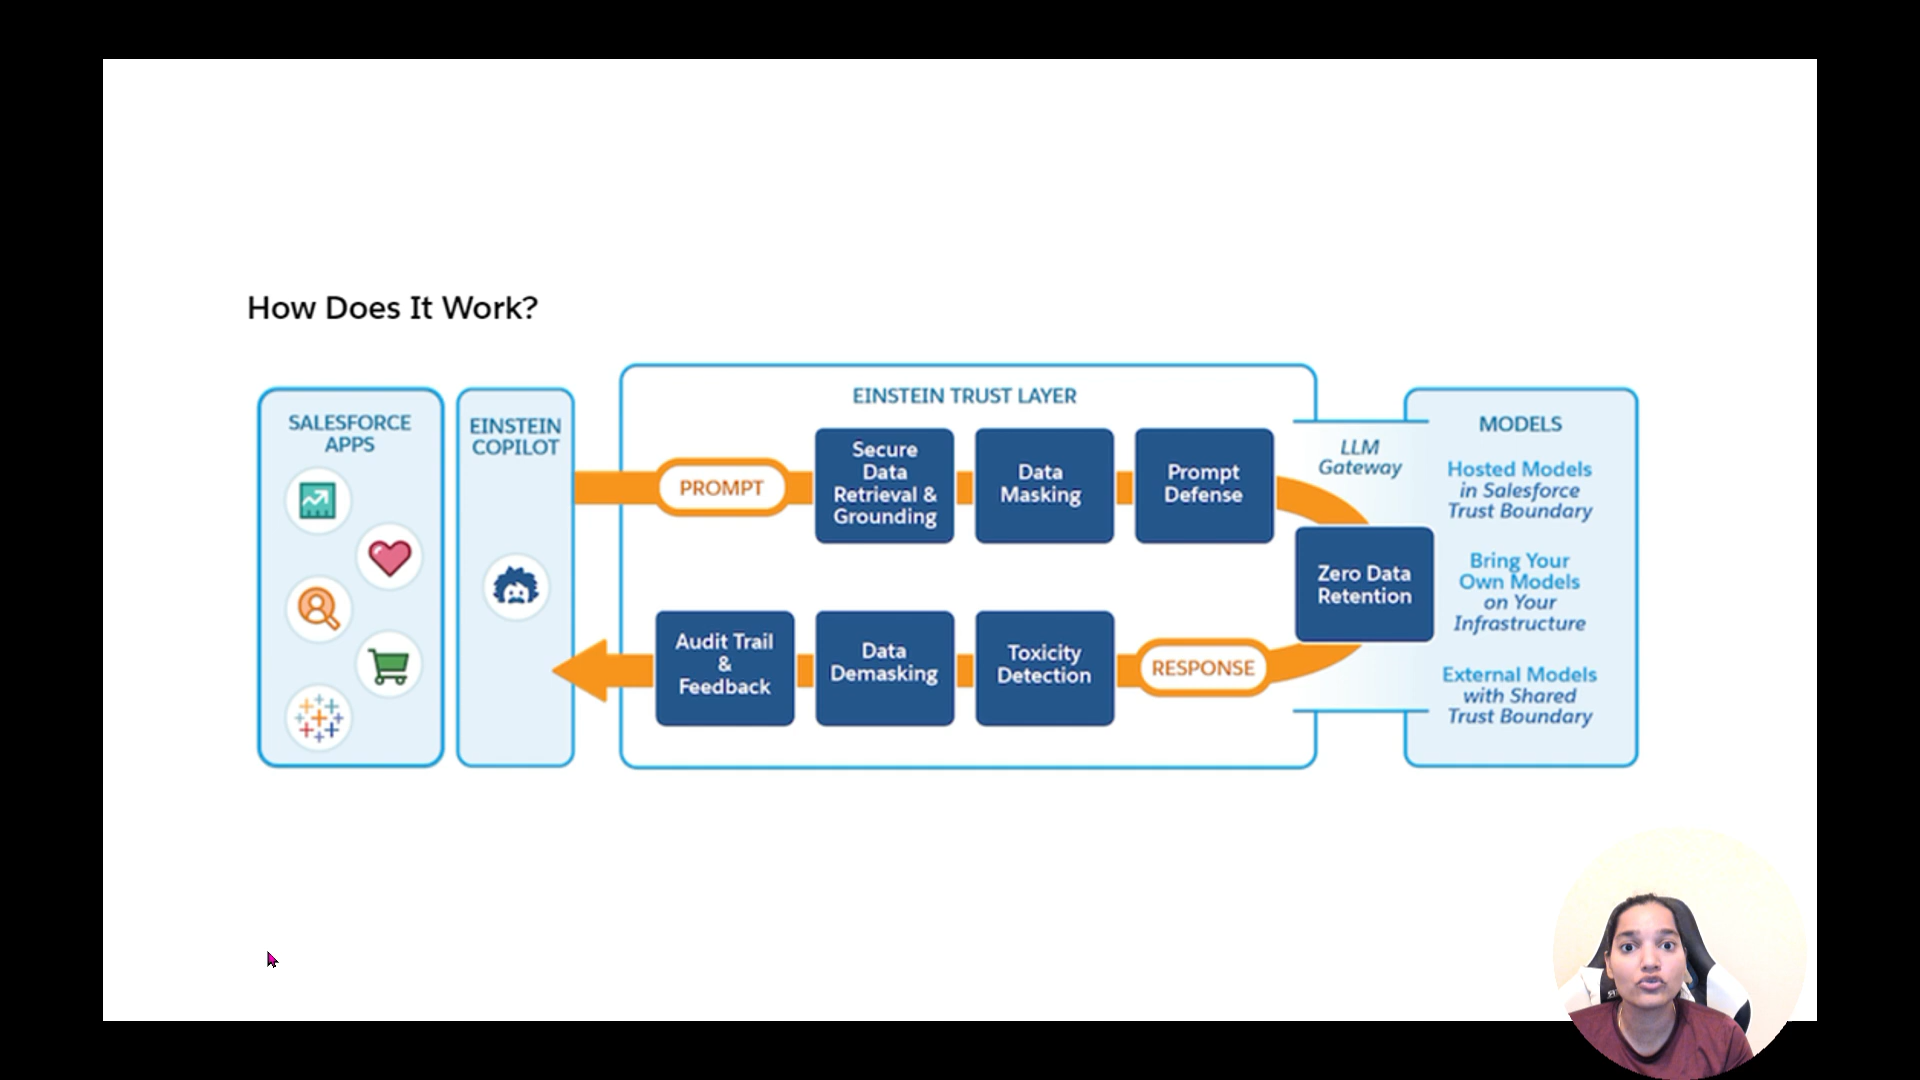 How Does It Work?
SALESFORCE
APPS
EINSTEIN
COPILOT
EINSTEIN TRUST LAYER
PROMPT
Secure
Data
Retrieval &
Grounding
Data
Masking
Prompt
Defense
LLM
Gateway
Zero Data
Retention
RESPONSE
Toxicity
Detection
Data
Demasking
Audit Trail
&
Feedback
MODELS
Hosted Models
in Salesforce
Trust Boundary
Bring Your
Own Models
on Your
Infrastructure
External Models
with Shared
Trust Boundary